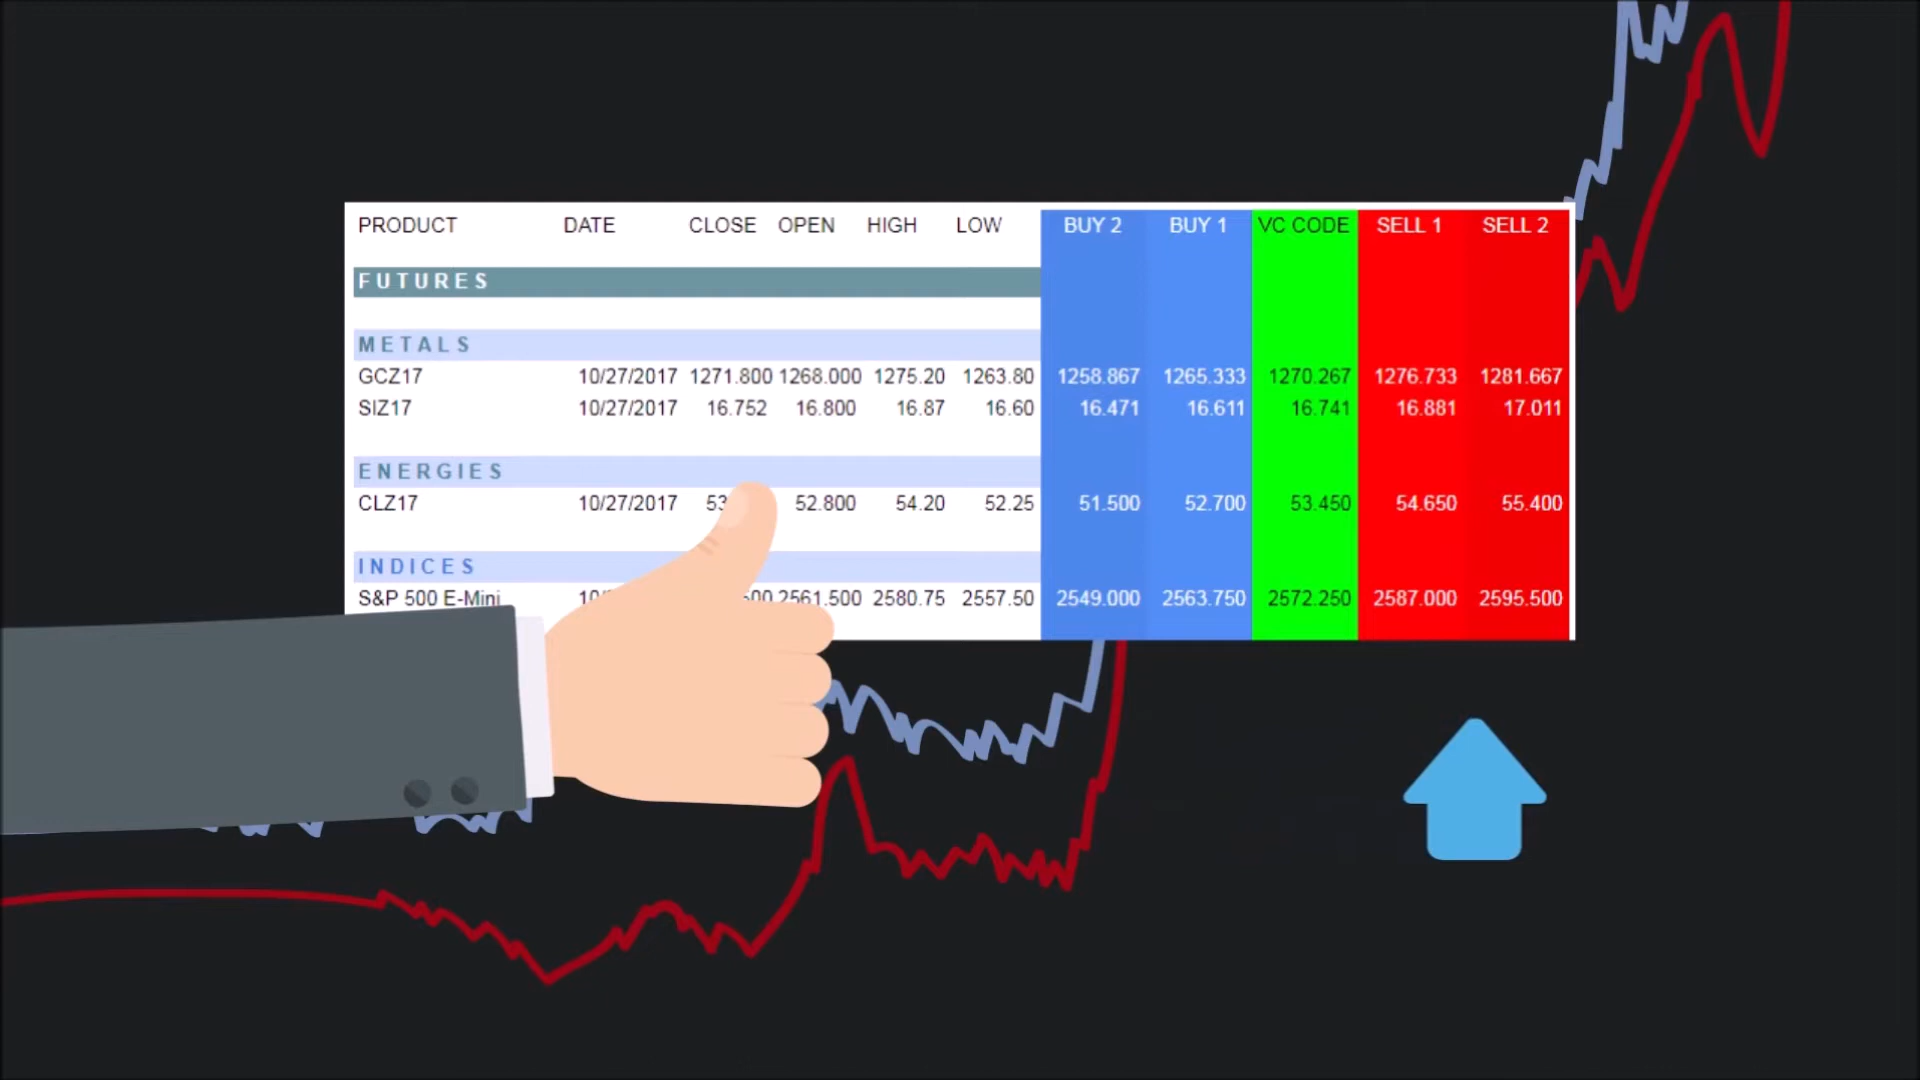 PRODUCT DATE CLOSE OPEN HIGH LOW BUY 2 BUY 1 VC CODE SELL 1 SELL 2
FUTURES
METALS
GCZ17 10/27/2017 1271.800 1268.000 1275.20 1263.80 1258.867 1265.333 1270.267 1276.733 1281.667
SIZ17 10/27/2017 16.752 16.800 16.87 16.60 16.471 16.611 16.741 16.881 17.011
ENERGIES
CLZ17 10/27/2017 52.800 54.20 52.25 51.500 52.700 53.450 54.650 55.400
INDICES
S&P 500 E-Mini 2561.500 2580.75 2557.50 2549.000 2563.750 2572.250 2587.000 2595.500